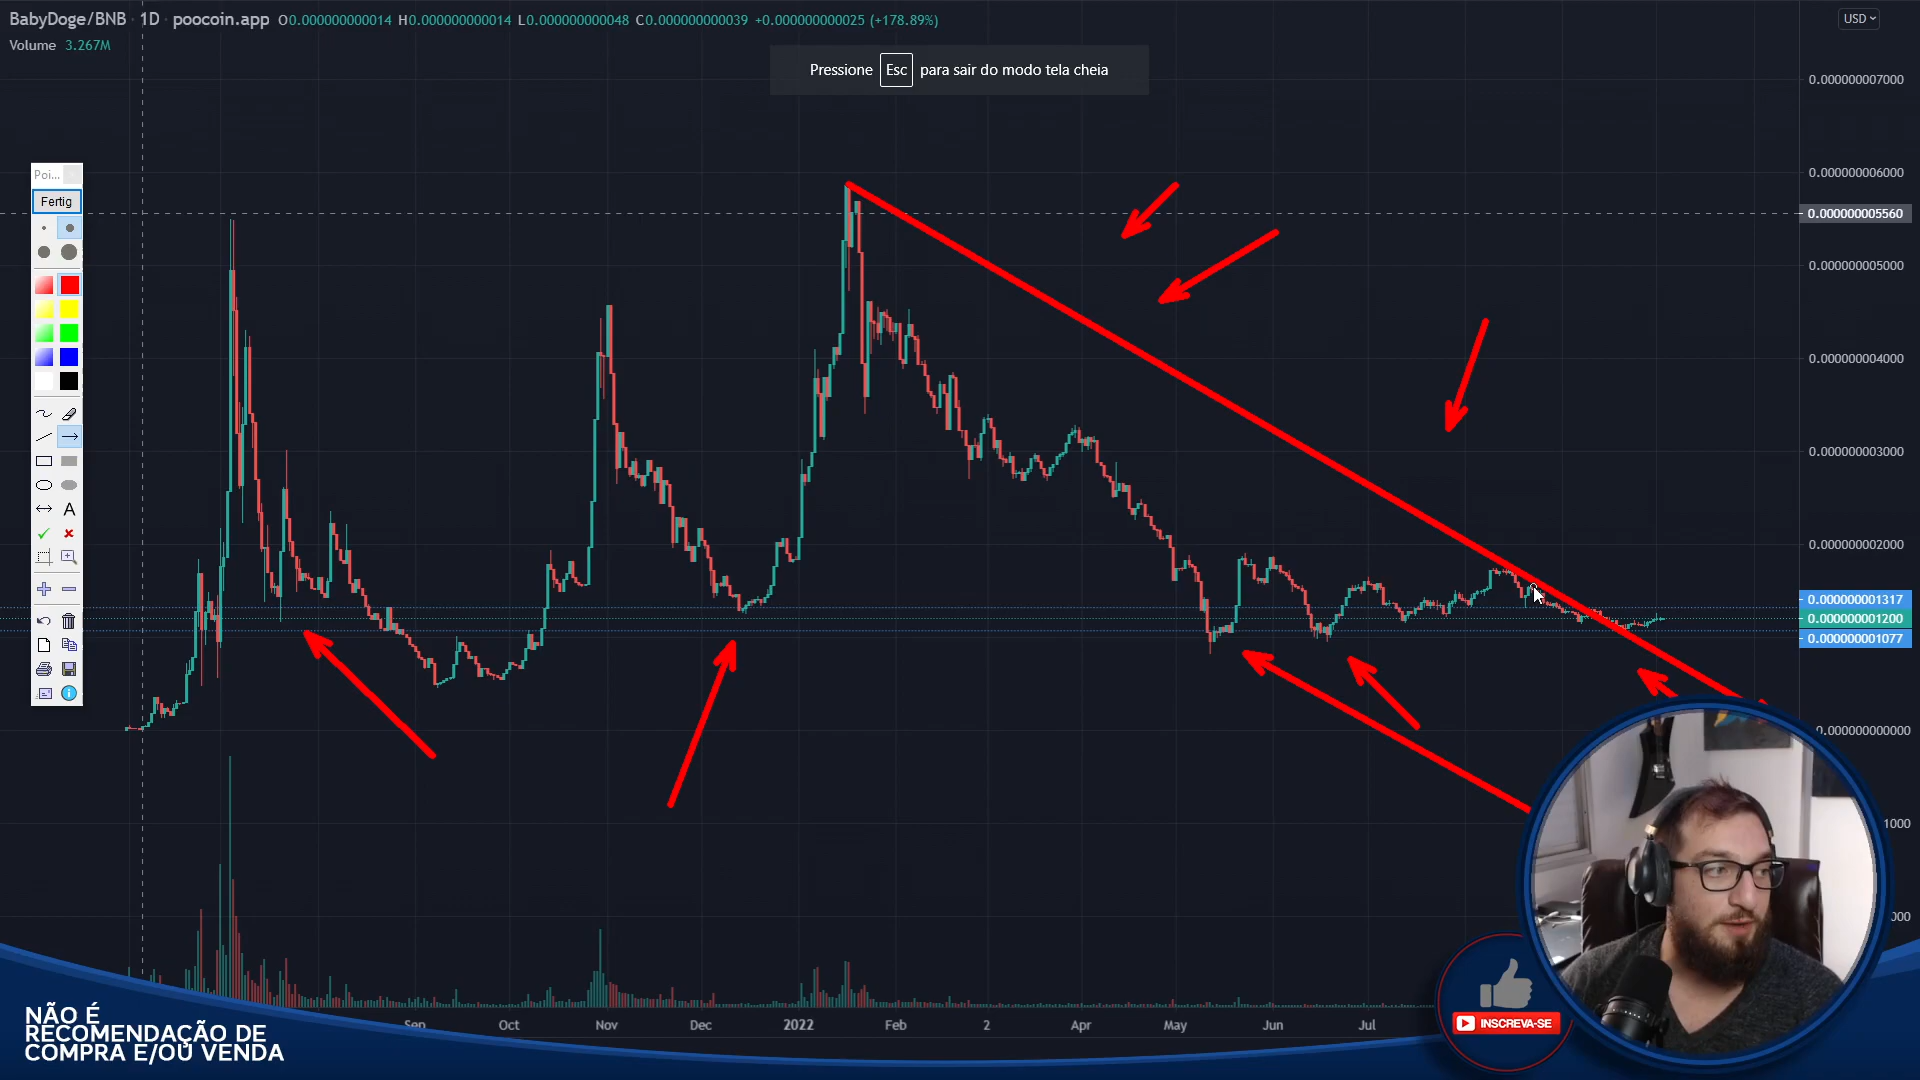 BabyDoge/BNB · 1D · poocoin.app O0.000000000014 H0.000000000014 L0.000000000048 C0.000000000039 +0.000000000025 (+178.89%)
USD
Volume 3.267M
Pressione Esc para sair do modo tela cheia
0.000000007000
0.000000006000
0.000000005560
0.000000005000
0.000000004000
0.000000003000
0.000000002000
0.000000001317
0.000000001200
0.000000001077
0.000000000000
1000
Poi...
Fertig
A
Sep
Oct
Nov
Dec
2022
Feb
2
Apr
May
Jun
Jul
INSCREVA-SE
NÃO É
RECOMENDAÇÃO DE
COMPRA E/OU VENDA